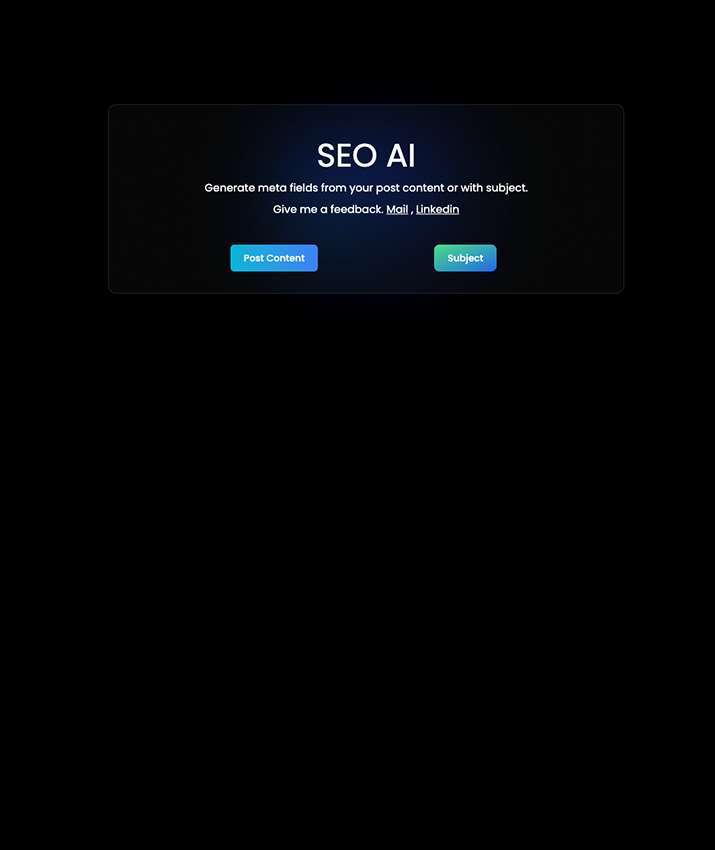 SEO AI
Generate meta fields from your post content or with subject.
Give me a feedback. Mail , Linkedin
Post Content
Subject